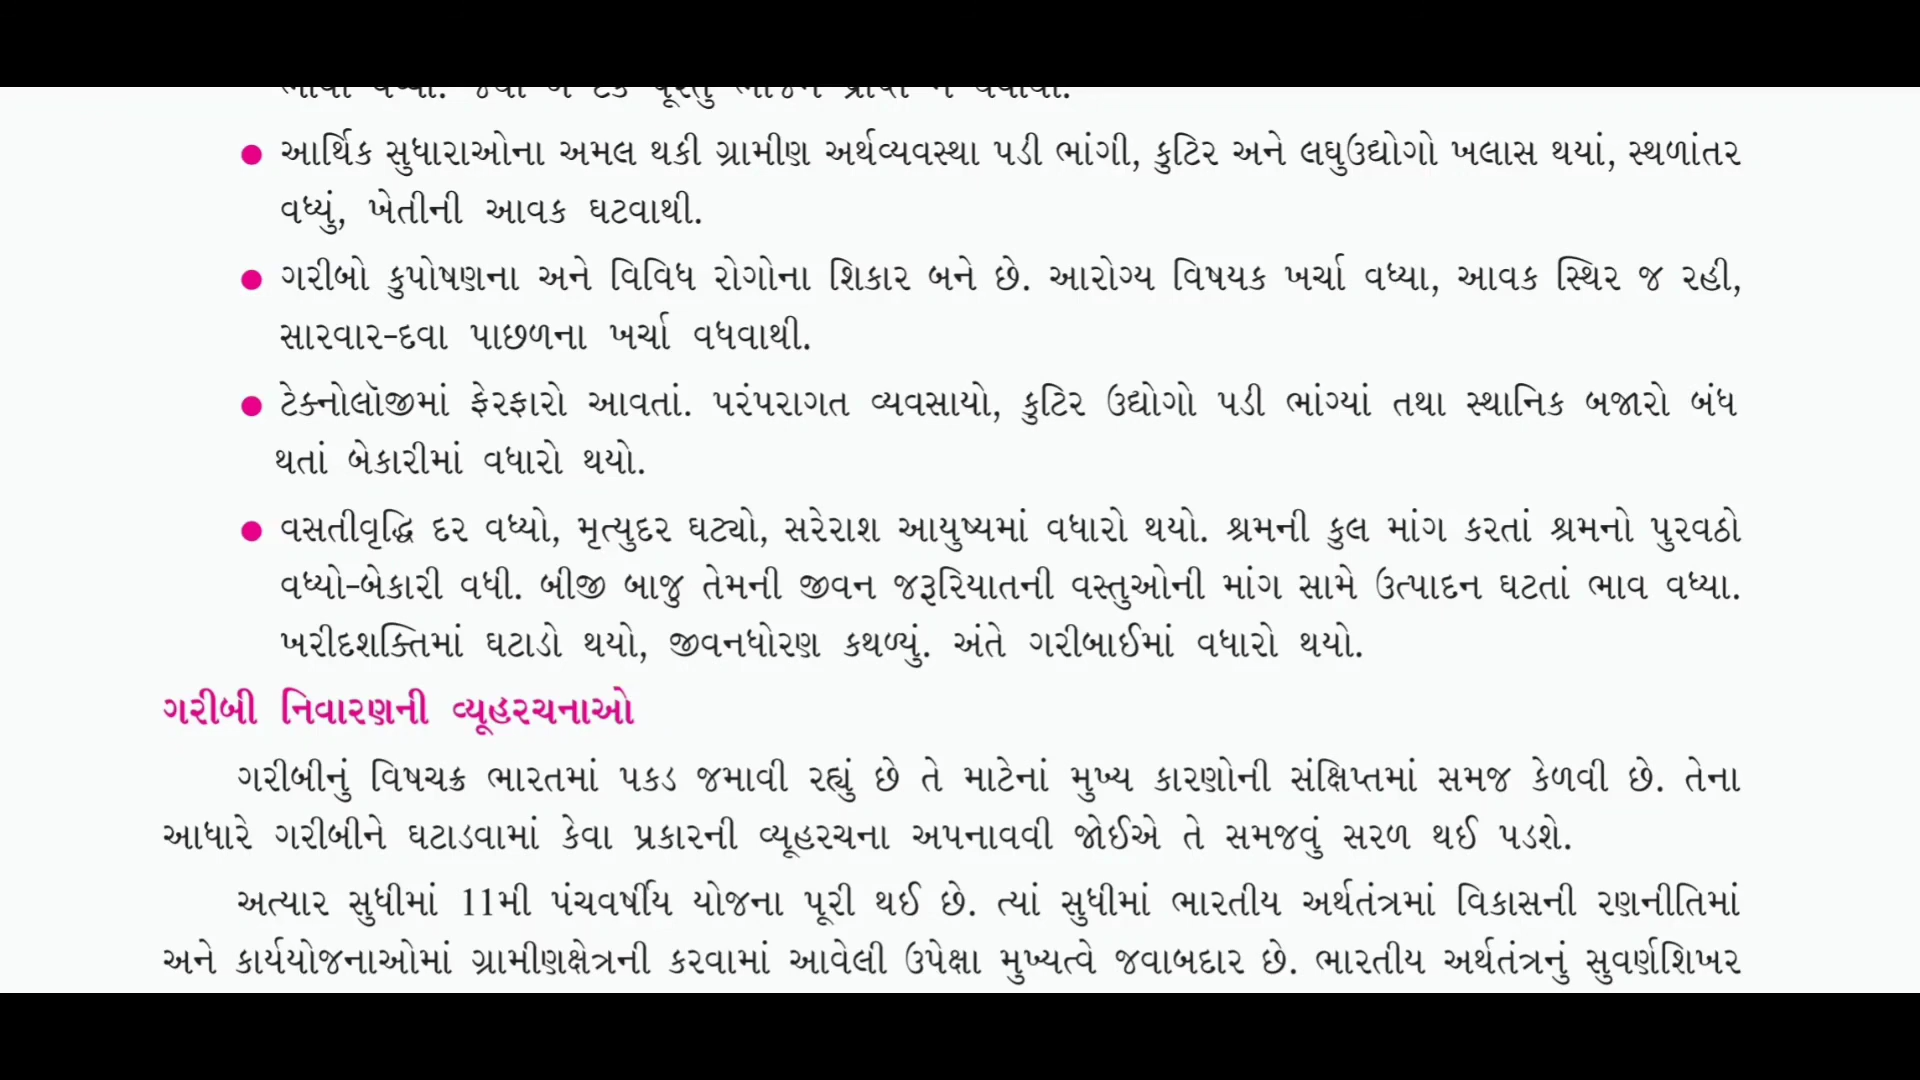 • આર્થિક સુધારાઓના અમલ થકી ગ્રામીણ અર્થવ્યવસ્થા પડી ભાંગી, કુટિર અને લઘુઉદ્યોગો ખલાસ થયાં, સ્થળાંતર
વધ્યું, ખેતીની આવક ઘટવાથી.
• ગરીબો કુપોષણના અને વિવિધ રોગોના શિકાર બને છે. આરોગ્ય વિષયક ખર્ચા વધ્યા, આવક સ્થિર જ રહી,
સારવાર-દવા પાછળના ખર્ચા વધવાથી.
• ટેક્નોલૉજીમાં ફેરફારો આવતાં. પરંપરાગત વ્યવસાયો, કુટિર ઉદ્યોગો પડી ભાંગ્યાં તથા સ્થાનિક બજારો બંધ
થતાં બેકારીમાં વધારો થયો.
• વસતીવૃદ્ધિ દર વધ્યો, મૃત્યુદર ઘટ્યો, સરેરાશ આયુષ્યમાં વધારો થયો. શ્રમની કુલ માંગ કરતાં શ્રમનો પુરવઠો
વધ્યો-બેકારી વધી. બીજી બાજુ તેમની જીવન જરૂરિયાતની વસ્તુઓની માંગ સામે ઉત્પાદન ઘટતાં ભાવ વધ્યા.
ખરીદશક્તિમાં ઘટાડો થયો, જીવનધોરણ કથળ્યું. અંતે ગરીબાઈમાં વધારો થયો.
ગરીબી નિવારણની વ્યૂહરચનાઓ
ગરીબીનું વિષચક્ર ભારતમાં પકડ જમાવી રહ્યું છે તે માટેનાં મુખ્ય કારણોની સંક્ષિપ્તમાં સમજ કેળવી છે. તેના
આધારે ગરીબીને ઘટાડવામાં કેવા પ્રકારની વ્યૂહરચના અપનાવવી જોઈએ તે સમજવું સરળ થઈ પડશે.
અત્યાર સુધીમાં 11મી પંચવર્ષીય યોજના પૂરી થઈ છે. ત્યાં સુધીમાં ભારતીય અર્થતંત્રમાં વિકાસની રણનીતિમાં
અને કાર્યયોજનાઓમાં ગ્રામીણક્ષેત્રની કરવામાં આવેલી ઉપેક્ષા મુખ્યત્વે જવાબદાર છે. ભારતીય અર્થતંત્રનું સુવર્ણશિખર